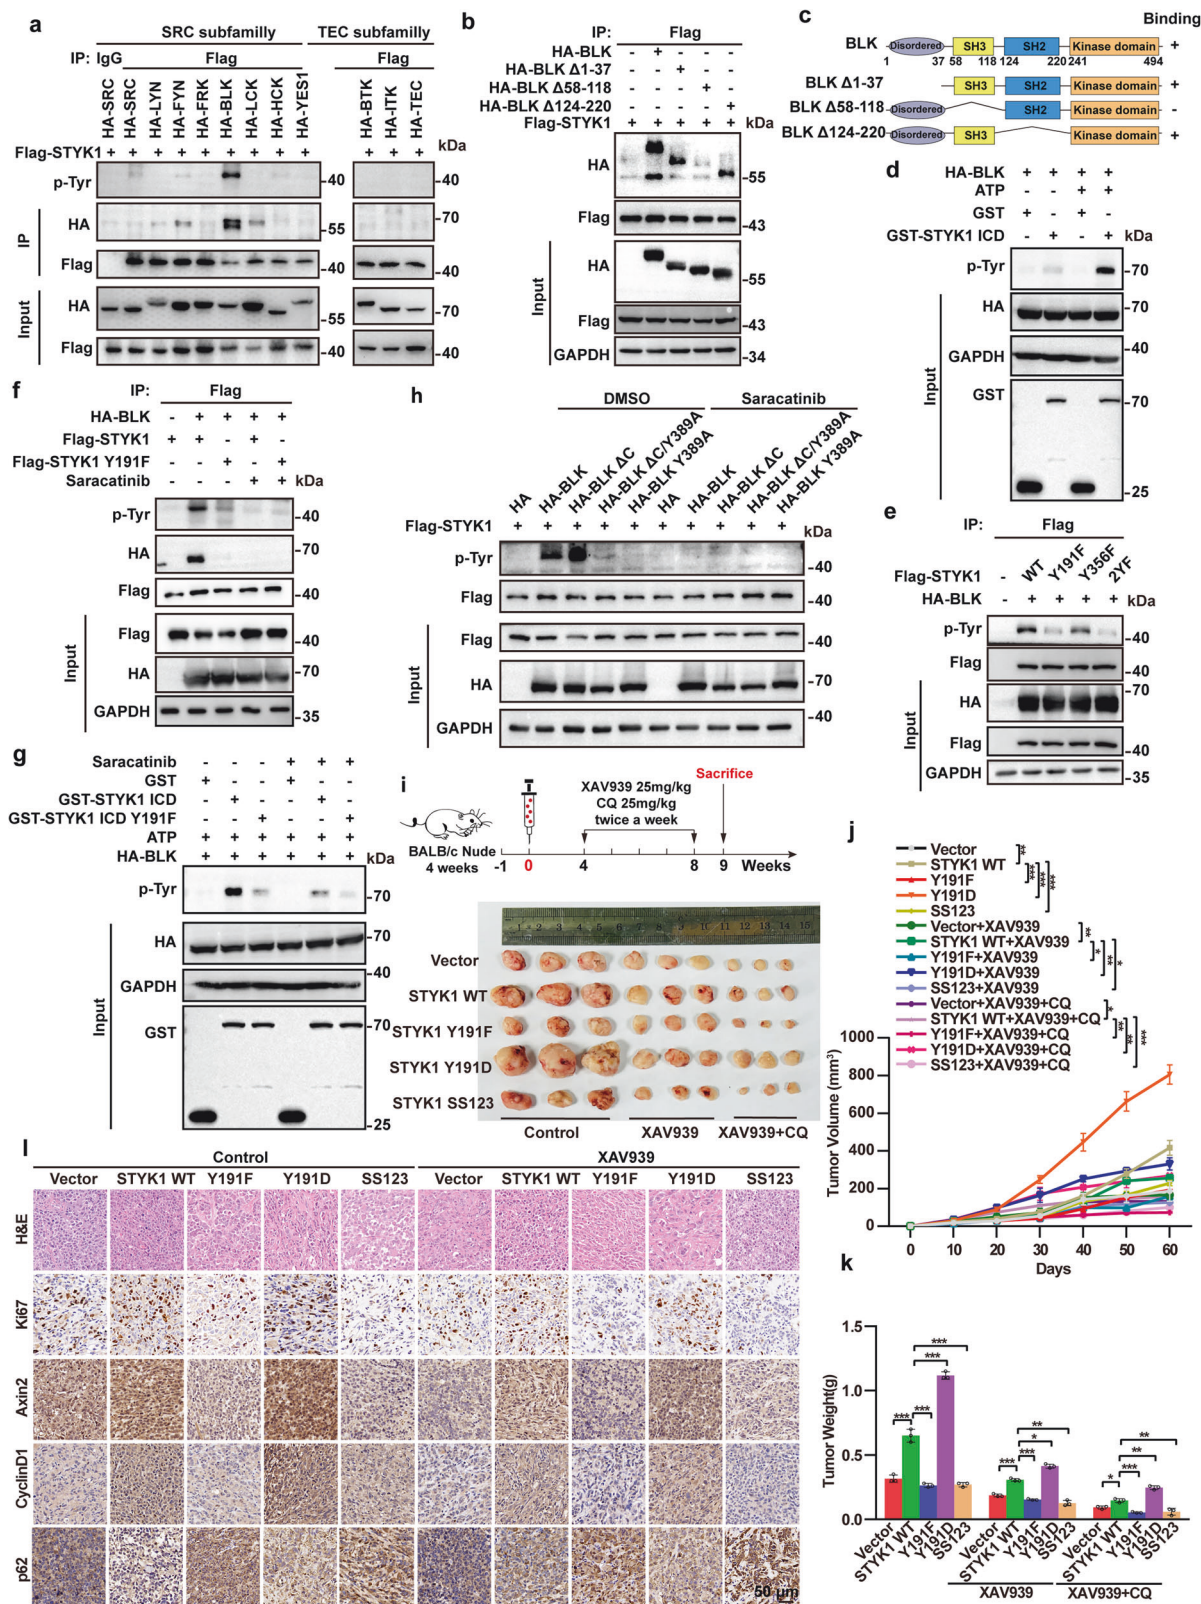 a
SRC subfamilly
TEC subfamilly
IP: IgG Flag Flag
HA-SRC HA-SRC HA-LYN HA-FYN HA-FRK HA-BLK HA-LCK HA-HCK HA-YES1 HA-BTK HA-ITK HA-TEC
Flag-STYK1 + + + + + + + + + + + + kDa
p-Tyr -40 -40
IP
HA -55 -70
Flag -40 -40
Input
HA -55 -70
Flag -40 -40
b
IP: Flag
HA-BLK +
HA-BLK Δ1-37 +
HA-BLK Δ58-118 +
HA-BLK Δ124-220 +
Flag-STYK1 + + + + + kDa
HA -55
Flag -43
Input
HA -55
Flag -43
GAPDH -34
c
Binding
BLK Disordered SH3 SH2 Kinase domain +
1 37 58 118 124 220 241 494
BLK Δ1-37 SH3 SH2 Kinase domain +
BLK Δ58-118 Disordered SH2 Kinase domain -
BLK Δ124-220 Disordered SH3 Kinase domain +
d
HA-BLK + + + +
ATP - - + +
GST + - + -
GST-STYK1 ICD - + - + kDa
p-Tyr -70
Input
HA -70
GAPDH -40
GST -70
-25
e
IP: Flag
Flag-STYK1 - WT Y191F Y356F 2YF
HA-BLK - + + + + kDa
p-Tyr -40
Flag -40
Input
HA -70
Flag -40
GAPDH -35
f
IP: Flag
HA-BLK - + + + +
Flag-STYK1 + + - + -
Flag-STYK1 Y191F - - + - +
Saracatinib - - - + + kDa
p-Tyr -40
HA -70
Flag -40
Input
Flag -40
HA -70
GAPDH -35
g
Saracatinib - - - + + +
GST + - - + - -
GST-STYK1 ICD - + - - + -
GST-STYK1 ICD Y191F - - + - - +
ATP + + + + + +
HA-BLK + + + + + + kDa
p-Tyr -70
Input
HA -70
GAPDH -40
GST -70
-25
h
DMSO Saracatinib
HA HA-BLK HA-BLK ΔC HA-BLK ΔC/Y389A HA-BLK Y389A HA HA-BLK HA-BLK ΔC HA-BLK ΔC/Y389A HA-BLK Y389A
Flag-STYK1 + + + + + + + + + + kDa
p-Tyr -40
Flag -40
Input
Flag -40
HA -70
GAPDH -40
i
XAV939 25mg/kg
CQ 25mg/kg
twice a week
Sacrifice
BALB/c Nude
4 weeks
-1 0 4 8 9 Weeks
1 2 3 4 5 6 7 8 9 10 11 12 13 14 15
Vector
STYK1 WT
STYK1 Y191F
STYK1 Y191D
STYK1 SS123
Control XAV939 XAV939+CQ
j
Vector
STYK1 WT
Y191F
Y191D
SS123
Vector+XAV939
STYK1 WT+XAV939
Y191F+XAV939
Y191D+XAV939
SS123+XAV939
Vector+XAV939+CQ
STYK1 WT+XAV939+CQ
Y191F+XAV939+CQ
Y191D+XAV939+CQ
SS123+XAV939+CQ
** *** *** ***
** * ** *
* ** ** ***
Tumor Volume (mm³)
1000
800
600
400
200
0
0 10 20 30 40 50 60
Days
k
Tumor Weight(g)
1.5
1.0
0.5
0.0
*** *** *** ***
*** *** * **
* *** ** **
Vector STYK1 WT Y191F Y191D SS123 Vector STYK1 WT Y191F Y191D SS123 Vector STYK1 WT Y191F Y191D SS123
XAV939 XAV939+CQ
l
Control XAV939
Vector STYK1 WT Y191F Y191D SS123 Vector STYK1 WT Y191F Y191D SS123
H&E
Ki67
Axin2
CyclinD1
p62
50 μm